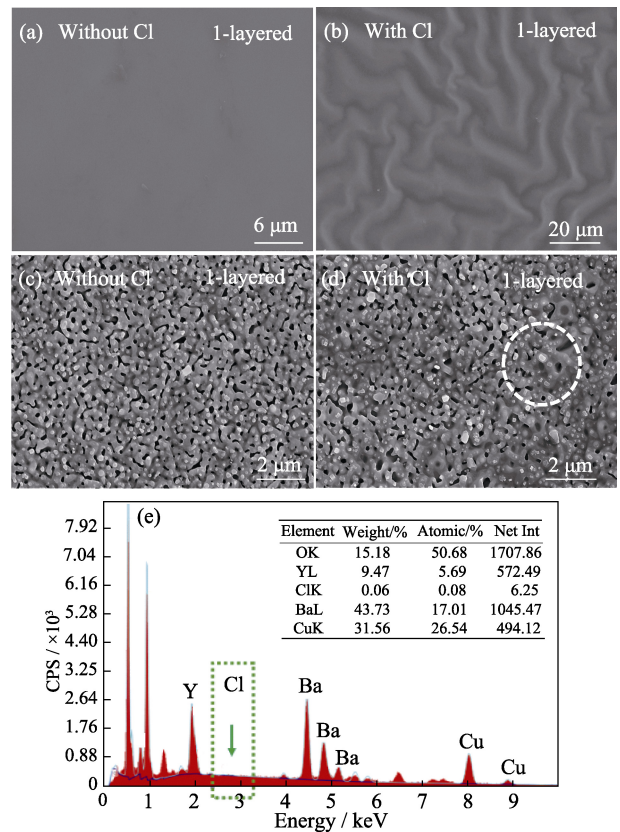 (a) Without Cl 1-layered
6 μm
(b) With Cl 1-layered
20 μm
(c) Without Cl 1-layered
2 μm
(d) With Cl 1-layered
2 μm
(e)
CPS / ×10³
7.92
7.04
6.16
5.28
4.40
3.25
2.64
1.76
0.88
0
Element Weight/% Atomic/% Net Int
OK 15.18 50.68 1707.86
YL 9.47 5.69 572.49
ClK 0.06 0.08 6.25
BaL 43.73 17.01 1045.47
CuK 31.56 26.54 494.12
Y
Cl
Ba
Ba
Ba
Cu
Cu
0 1 2 3 4 5 6 7 8 9
Energy / keV